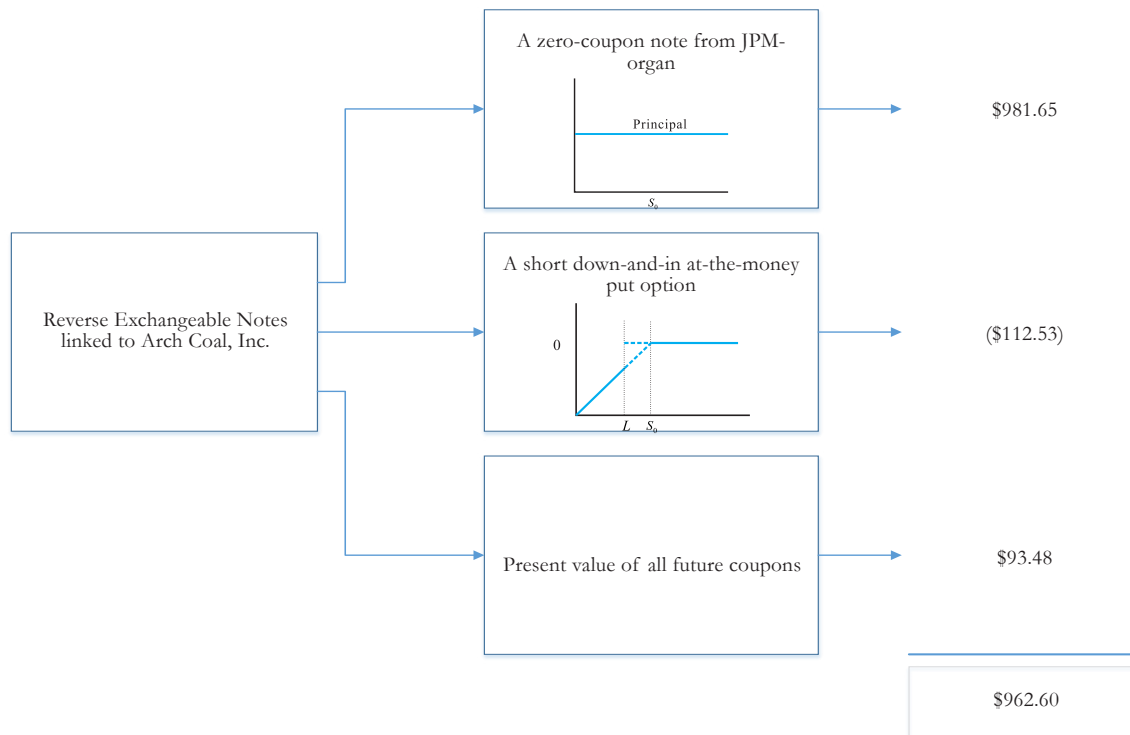 A zero-coupon note from JPM-
organ
Principal
S₀
$981.65
Reverse Exchangeable Notes
linked to Arch Coal, Inc.
A short down-and-in at-the-money
put option
0
L S₀
($112.53)
Present value of all future coupons
$93.48
$962.60